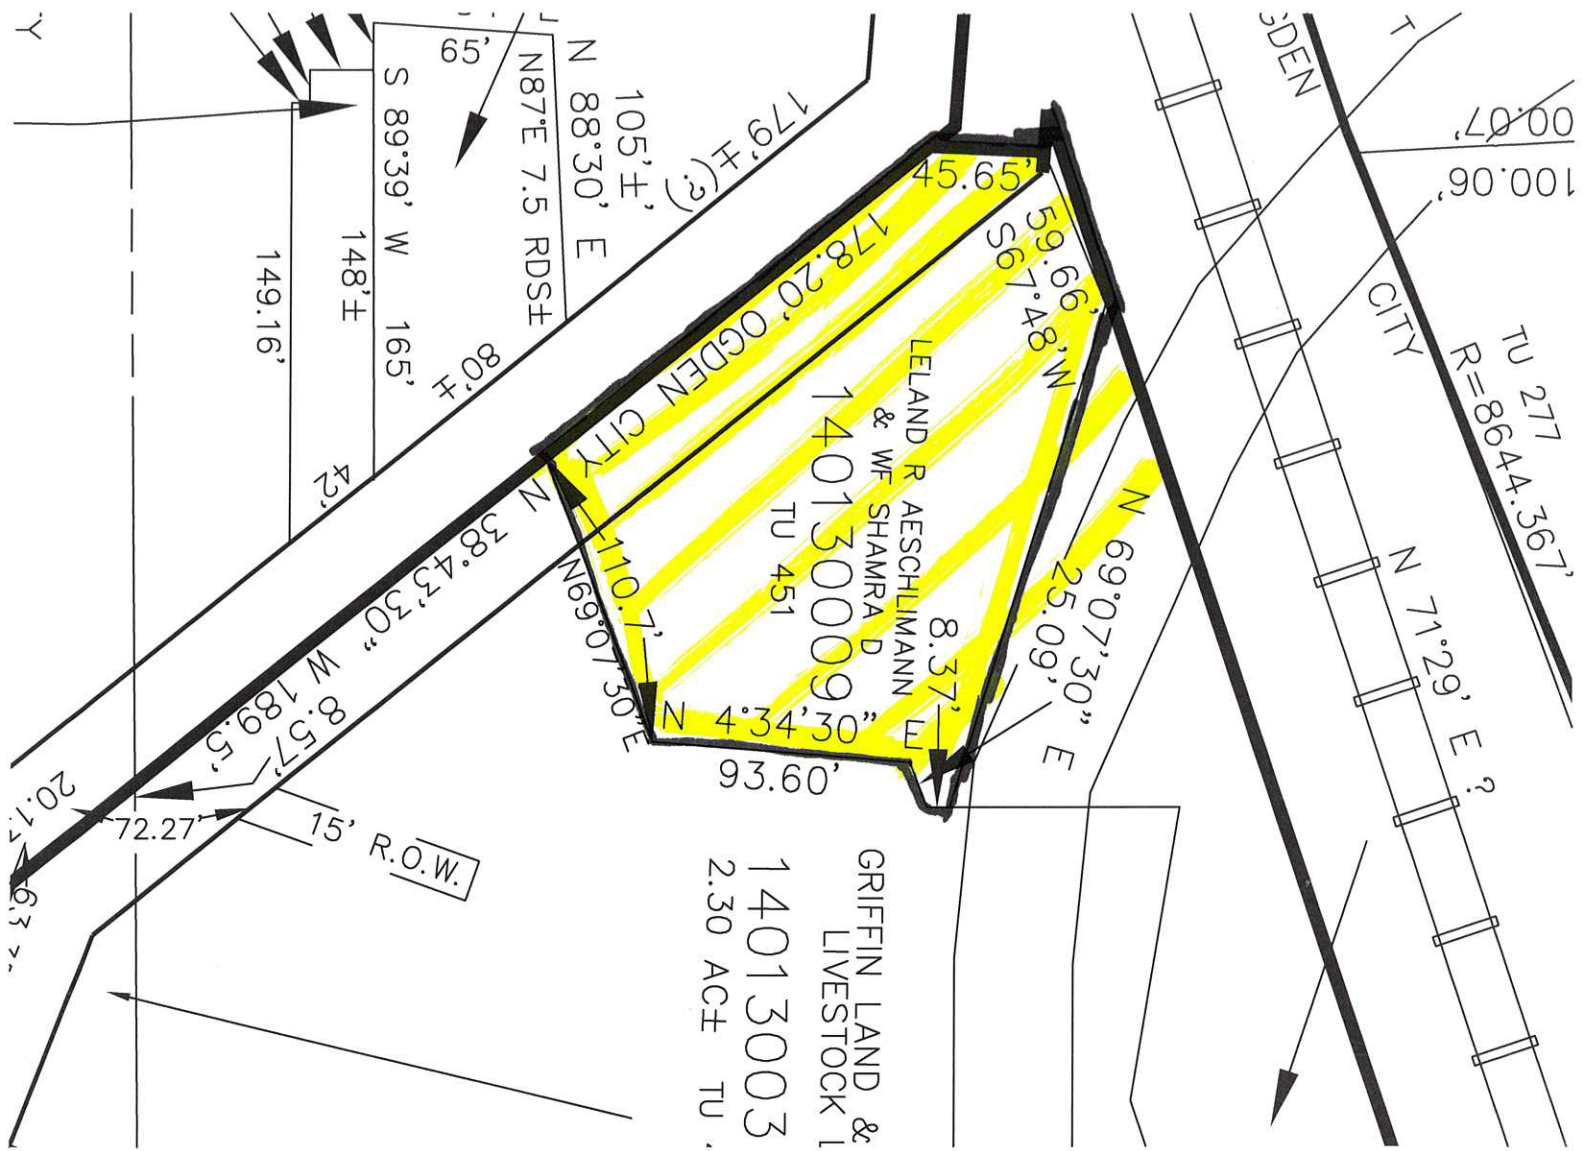 65'
N 88°30' E
105'±
N87°E 7.5 RDS±
S 89°39' W 165'
148'±
149.16'
179'±(?)
80'±
42'
45.65'
178.20' OGDEN CITY
59.66'
S67°48'W
LELAND R AESCHLIMANN
& WF SHAMRA D
140130009
TU 451
110.7'
N69°07'30"E
N 4°34'30" E
93.60'
8.37'
N 69°07'30" E
25.09'
N 38°43'30" W 189.5'
8.57'
72.27'
15' R.O.W.
GRIFFIN LAND &
LIVESTOCK
14013003
2.30 AC± TU
GDEN
CITY
T
Y
00.07'
100.06'
TU 277
R=8644.367'
N 71°29' E ?